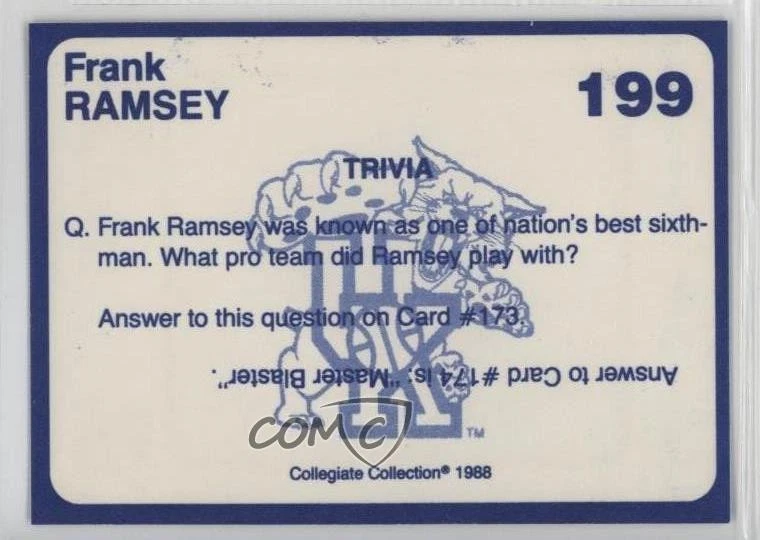 Frank
RAMSEY
199
TRIVIA
Q. Frank Ramsey was known as one of nation's best sixth-
man. What pro team did Ramsey play with?
Answer to this question on Card #173.
Answer to Card #174 is: "Master Blaster".
UK
TM
COMC
Collegiate Collection® 1988